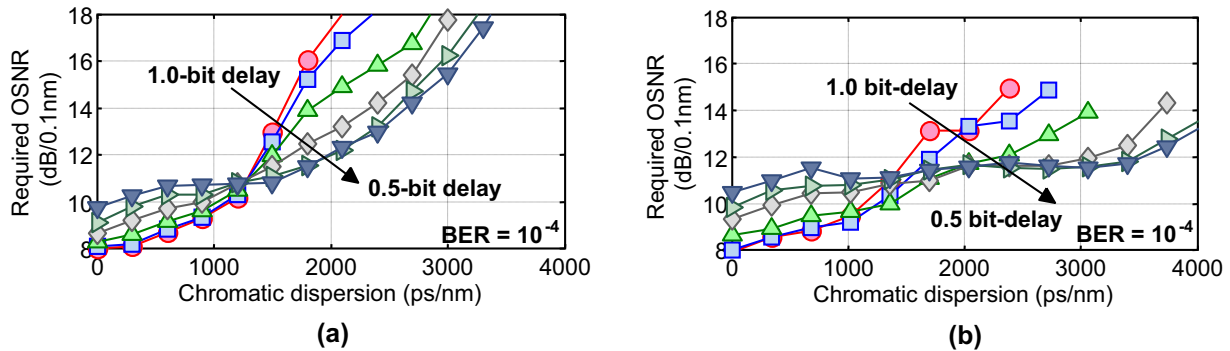 Required OSNR
(dB/0.1nm)
18
16
14
12
10
8
1.0-bit delay
0.5-bit delay
BER = 10-4
0 1000 2000 3000 4000
Chromatic dispersion (ps/nm)
(a)
Required OSNR
(dB/0.1nm)
18
16
14
12
10
8
1.0 bit-delay
0.5 bit-delay
BER = 10-4
0 1000 2000 3000 4000
Chromatic dispersion (ps/nm)
(b)